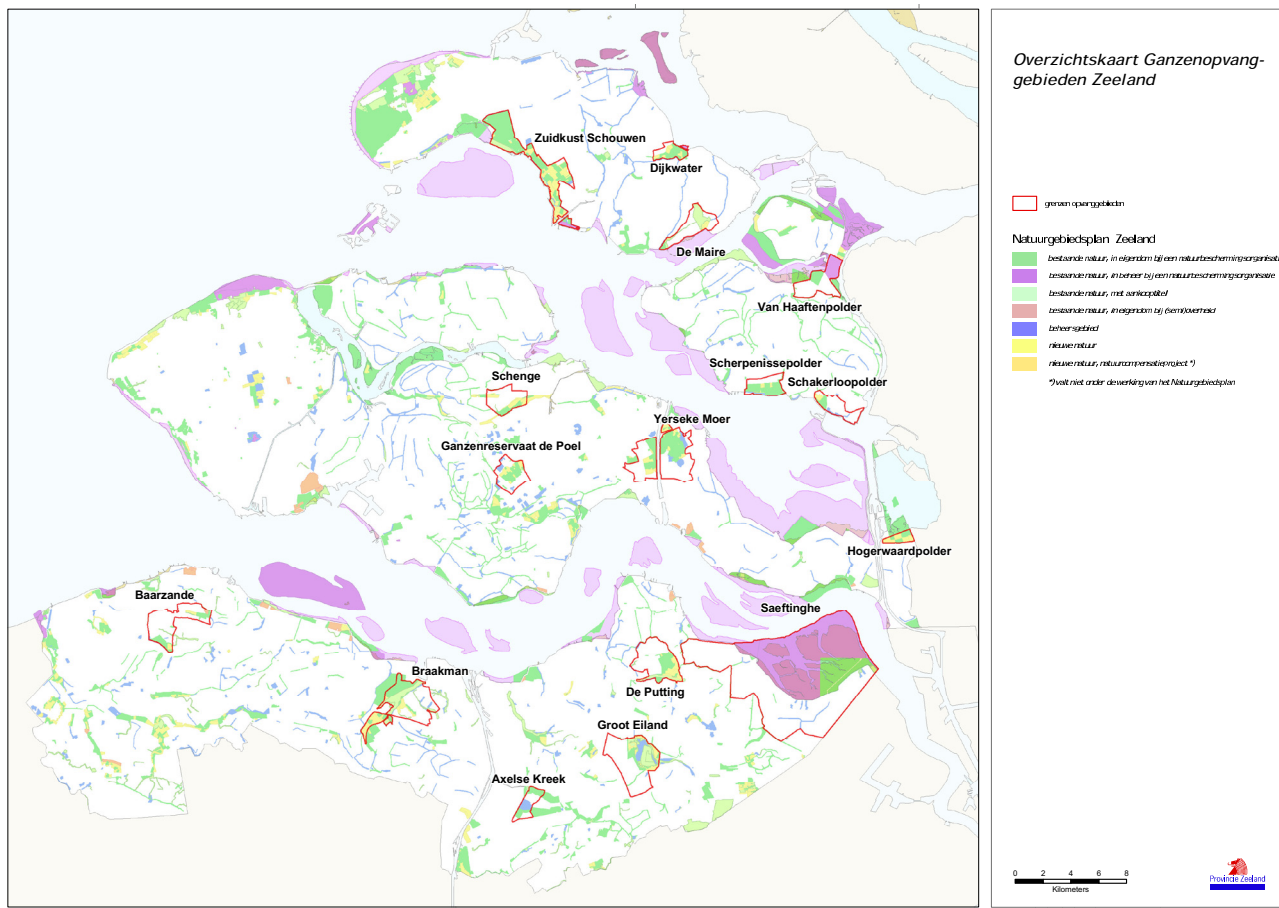 Overzichtskaart Ganzenopvang-
gebieden Zeeland
Zuidkust Schouwen
Dijkwater
De Maire
Van Haaftenpolder
Scherpenissepolder
Schakerloopolder
Schenge
Yerseke Moer
Ganzenreservaat de Poel
Hogerwaardpolder
Baarzande
Saeftinghe
Braakman
De Putting
Groot Eiland
Axelse Kreek
grenzen opvanggebieden
Natuurgebiedsplan Zeeland
bestaande natuur, in eigendom bij een natuurbeschermingsorganisatie
bestaande natuur, in beheer bij een natuurbeschermingsorganisatie
bestaande natuur, met aankooptitel
bestaande natuur, in eigendom bij (semi)overheid
beheersgebied
nieuwe natuur
nieuwe natuur, natuurcompensatieproject *)
*) valt niet onder de werking van het Natuurgebiedsplan
0 2 4 6 8
Kilometers
Provincie Zeeland